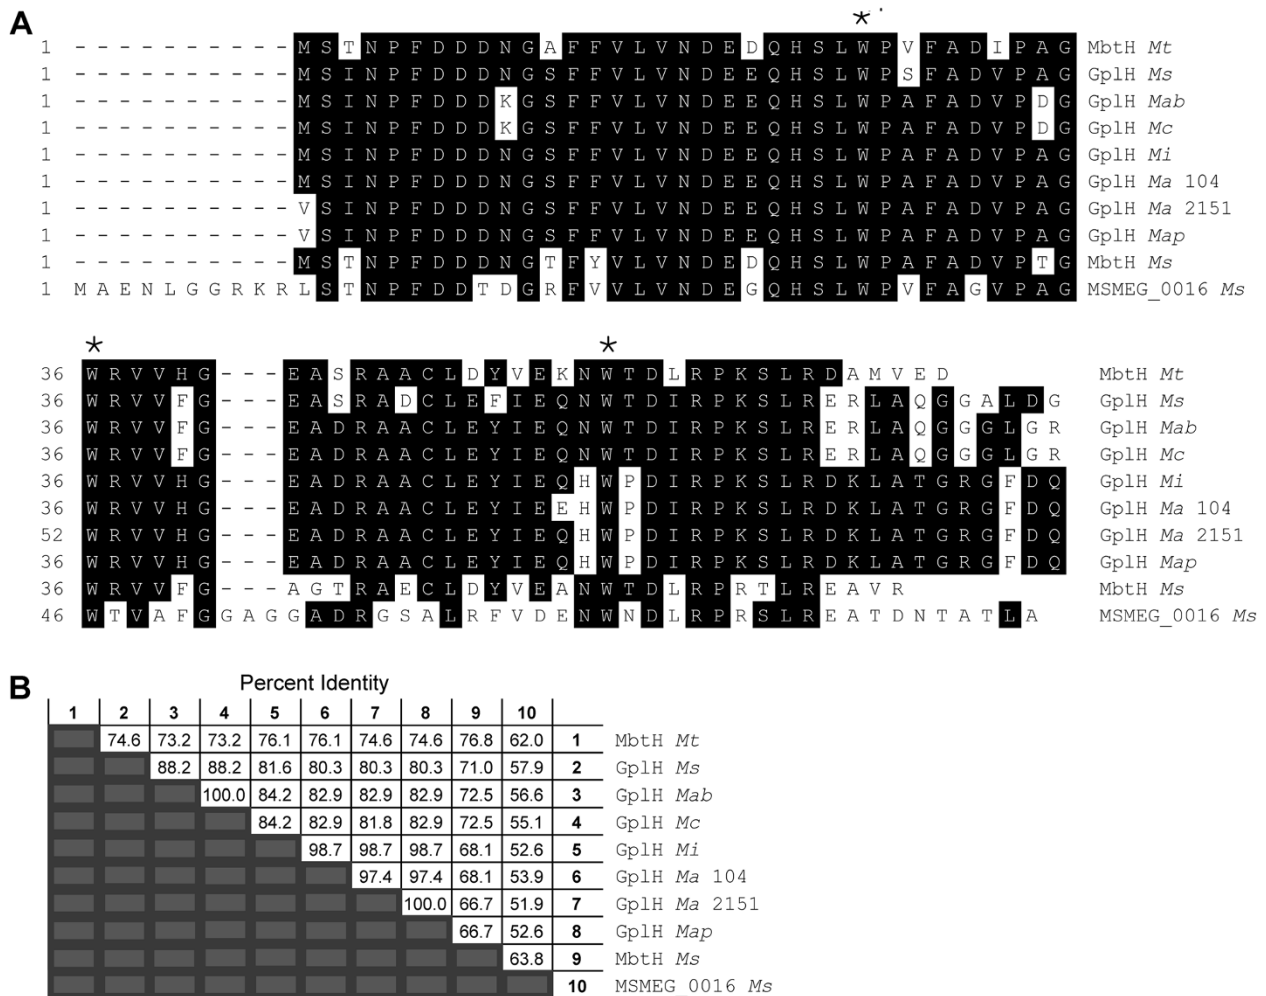 A
*
1 - - - - - - - - - - M S T N P F D D D N G A F F V L V N D E D Q H S L W P V F A D I P A G MbtH Mt
1 - - - - - - - - - - M S I N P F D D D N G S F F V L V N D E E Q H S L W P S F A D V P A G GplH Ms
1 - - - - - - - - - - M S I N P F D D D K G S F F V L V N D E E Q H S L W P A F A D V P D G GplH Mab
1 - - - - - - - - - - M S I N P F D D D K G S F F V L V N D E E Q H S L W P A F A D V P D G GplH Mc
1 - - - - - - - - - - M S I N P F D D D N G S F F V L V N D E E Q H S L W P A F A D V P A G GplH Mi
1 - - - - - - - - - - M S I N P F D D D N G S F F V L V N D E E Q H S L W P A F A D V P A G GplH Ma 104
1 - - - - - - - - - - V S I N P F D D D N G S F F V L V N D E E Q H S L W P A F A D V P A G GplH Ma 2151
1 - - - - - - - - - - V S I N P F D D D N G S F F V L V N D E E Q H S L W P A F A D V P A G GplH Map
1 - - - - - - - - - - M S T N P F D D D N G T F Y V L V N D E D Q H S L W P A F A D V P T G MbtH Ms
1 M A E N L G G R K R L S T N P F D D T D G R F V V L V N D E G Q H S L W P V F A G V P A G MSMEG_0016 Ms
* *
36 W R V V H G - - - E A S R A A C L D Y V E K N W T D L R P K S L R D A M V E D MbtH Mt
36 W R V V F G - - - E A S R A D C L E F I E Q N W T D I R P K S L R E R L A Q G G A L D G GplH Ms
36 W R V V F G - - - E A D R A A C L E Y I E Q N W T D I R P K S L R E R L A Q G G G L G R GplH Mab
36 W R V V F G - - - E A D R A A C L E Y I E Q N W T D I R P K S L R E R L A Q G G G L G R GplH Mc
36 W R V V H G - - - E A D R A A C L E Y I E Q H W P D I R P K S L R D K L A T G R G F D Q GplH Mi
36 W R V V H G - - - E A D R A A C L E Y I E E H W P D I R P K S L R D K L A T G R G F D Q GplH Ma 104
52 W R V V H G - - - E A D R A A C L E Y I E Q H W P D I R P K S L R D K L A T G R G F D Q GplH Ma 2151
36 W R V V H G - - - E A D R A A C L E Y I E Q H W P D I R P K S L R D K L A T G R G F D Q GplH Map
36 W R V V F G - - - A G T R A E C L D Y V E A N W T D L R P R T L R E A V R MbtH Ms
46 W T V A F G G A G G A D R G S A L R F V D E N W N D L R P R S L R E A T D N T A T L A MSMEG_0016 Ms
B
Percent Identity
1 2 3 4 5 6 7 8 9 10
74.6 73.2 73.2 76.1 76.1 74.6 74.6 76.8 62.0 1 MbtH Mt
88.2 88.2 81.6 80.3 80.3 80.3 71.0 57.9 2 GplH Ms
100.0 84.2 82.9 82.9 82.9 72.5 56.6 3 GplH Mab
84.2 82.9 81.8 82.9 72.5 55.1 4 GplH Mc
98.7 98.7 98.7 68.1 52.6 5 GplH Mi
97.4 97.4 68.1 53.9 6 GplH Ma 104
100.0 66.7 51.9 7 GplH Ma 2151
66.7 52.6 8 GplH Map
63.8 9 MbtH Ms
10 MSMEG_0016 Ms